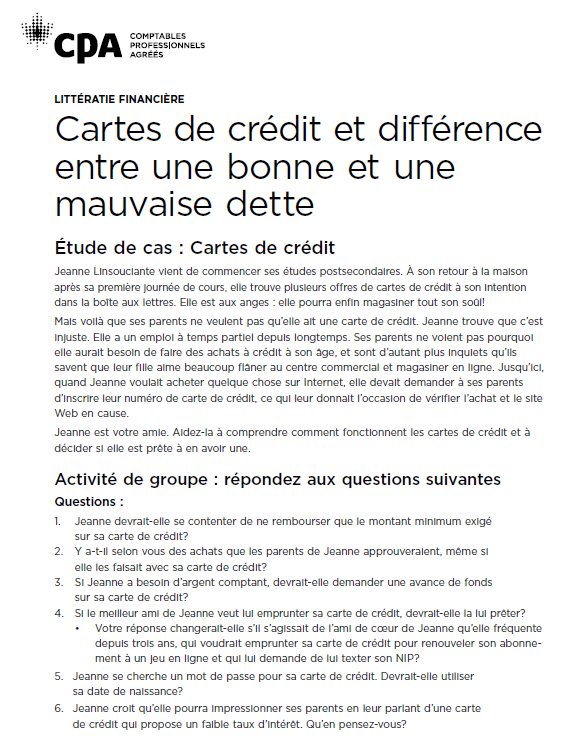 CPA COMPTABLES
PROFESSIONNELS
AGRÉÉS
LITTÉRATIE FINANCIÈRE
Cartes de crédit et différence
entre une bonne et une
mauvaise dette
Étude de cas : Cartes de crédit
Jeanne Linsouciante vient de commencer ses études postsecondaires. À son retour à la maison
après sa première journée de cours, elle trouve plusieurs offres de cartes de crédit à son intention
dans la boîte aux lettres. Elle est aux anges : elle pourra enfin magasiner tout son soûl!
Mais voilà que ses parents ne veulent pas qu'elle ait une carte de crédit. Jeanne trouve que c'est
injuste. Elle a un emploi à temps partiel depuis longtemps. Ses parents ne voient pas pourquoi
elle aurait besoin de faire des achats à crédit à son âge, et sont d'autant plus inquiets qu'ils
savent que leur fille aime beaucoup flâner au centre commercial et magasiner en ligne. Jusqu'ici,
quand Jeanne voulait acheter quelque chose sur Internet, elle devait demander à ses parents
d'inscrire leur numéro de carte de crédit, ce qui leur donnait l'occasion de vérifier l'achat et le site
Web en cause.
Jeanne est votre amie. Aidez-la à comprendre comment fonctionnent les cartes de crédit et à
décider si elle est prête à en avoir une.
Activité de groupe : répondez aux questions suivantes
Questions :
1. Jeanne devrait-elle se contenter de ne rembourser que le montant minimum exigé
sur sa carte de crédit?
2. Y a-t-il selon vous des achats que les parents de Jeanne approuveraient, même si
elle les faisait avec sa carte de crédit?
3. Si Jeanne a besoin d'argent comptant, devrait-elle demander une avance de fonds
sur sa carte de crédit?
4. Si le meilleur ami de Jeanne veut lui emprunter sa carte de crédit, devrait-elle la lui prêter?
• Votre réponse changerait-elle s'il s'agissait de l'ami de cœur de Jeanne qu'elle fréquente
depuis trois ans, qui voudrait emprunter sa carte de crédit pour renouveler son abonne-
ment à un jeu en ligne et qui lui demande de lui texter son NIP?
5. Jeanne se cherche un mot de passe pour sa carte de crédit. Devrait-elle utiliser
sa date de naissance?
6. Jeanne croit qu'elle pourra impressionner ses parents en leur parlant d'une carte
de crédit qui propose un faible taux d'intérêt. Qu'en pensez-vous?